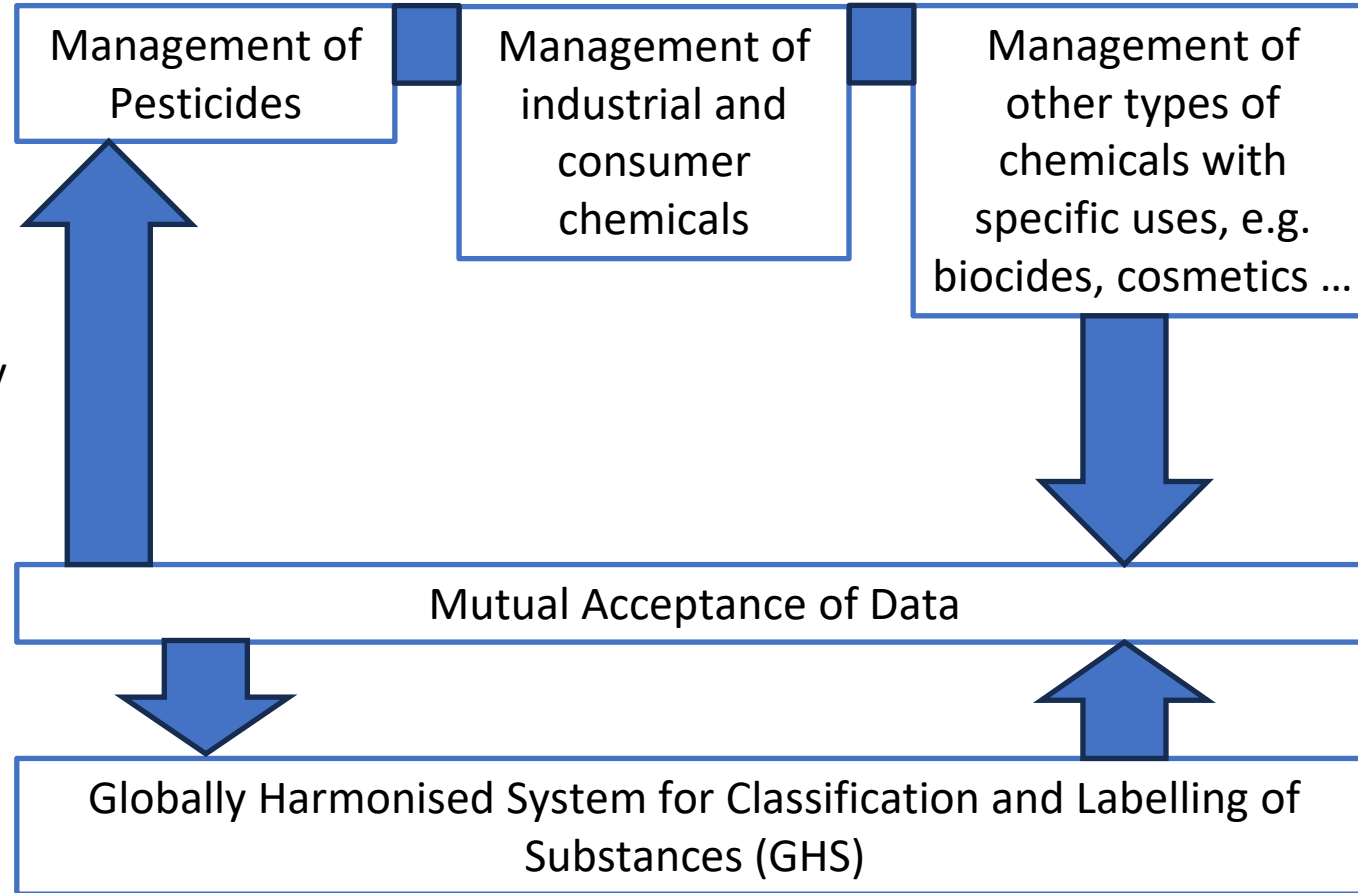 Management of
Pesticides
Management of
industrial and
consumer
chemicals
Management of
other types of
chemicals with
specific uses, e.g.
biocides, cosmetics …
Mutual Acceptance of Data
Globally Harmonised System for Classification and Labelling of
Substances (GHS)